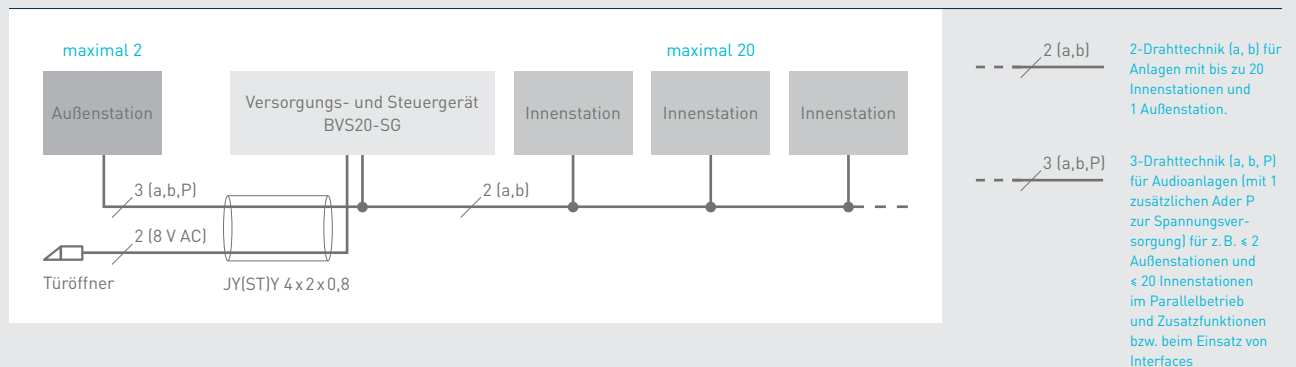 maximal 2
maximal 20
Außenstation
Versorgungs- und Steuergerät
BVS20-SG
Innenstation
Innenstation
Innenstation
3 (a,b,P)
2 (a,b)
2 (8 V AC)
Türöffner
JY(ST)Y 4 x 2 x 0,8
2 (a,b)
2-Drahttechnik (a, b) für
Anlagen mit bis zu 20
Innenstationen und
1 Außenstation.
3 (a,b,P)
3-Drahttechnik (a, b, P)
für Audioanlagen (mit 1
zusätzlichen Ader P
zur Spannungsver-
sorgung) für z. B. ≤ 2
Außenstationen und
≤ 20 Innenstationen
im Parallelbetrieb
und Zusatzfunktionen
bzw. beim Einsatz von
Interfaces